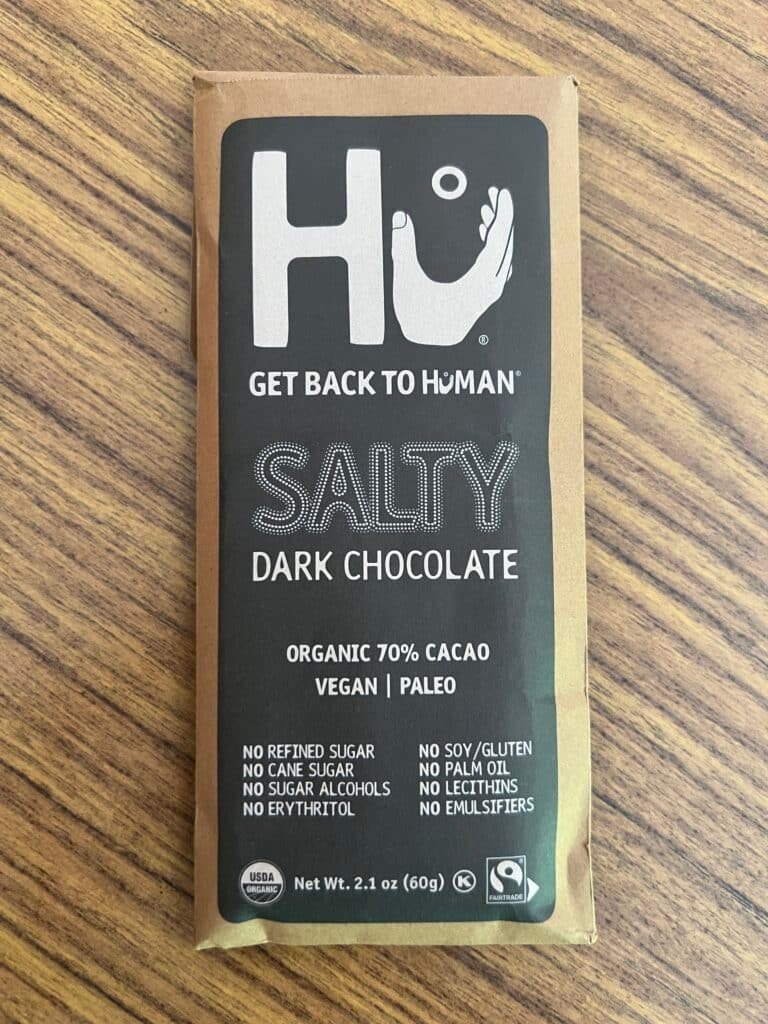 Hu
®
GET BACK TO HUMAN®
SALTY
DARK CHOCOLATE
ORGANIC 70% CACAO
VEGAN | PALEO
NO REFINED SUGAR
NO CANE SUGAR
NO SUGAR ALCOHOLS
NO ERYTHRITOL
NO SOY/GLUTEN
NO PALM OIL
NO LECITHINS
NO EMULSIFIERS
USDA
ORGANIC
Net Wt. 2.1 oz (60g)
K
FAIRTRADE